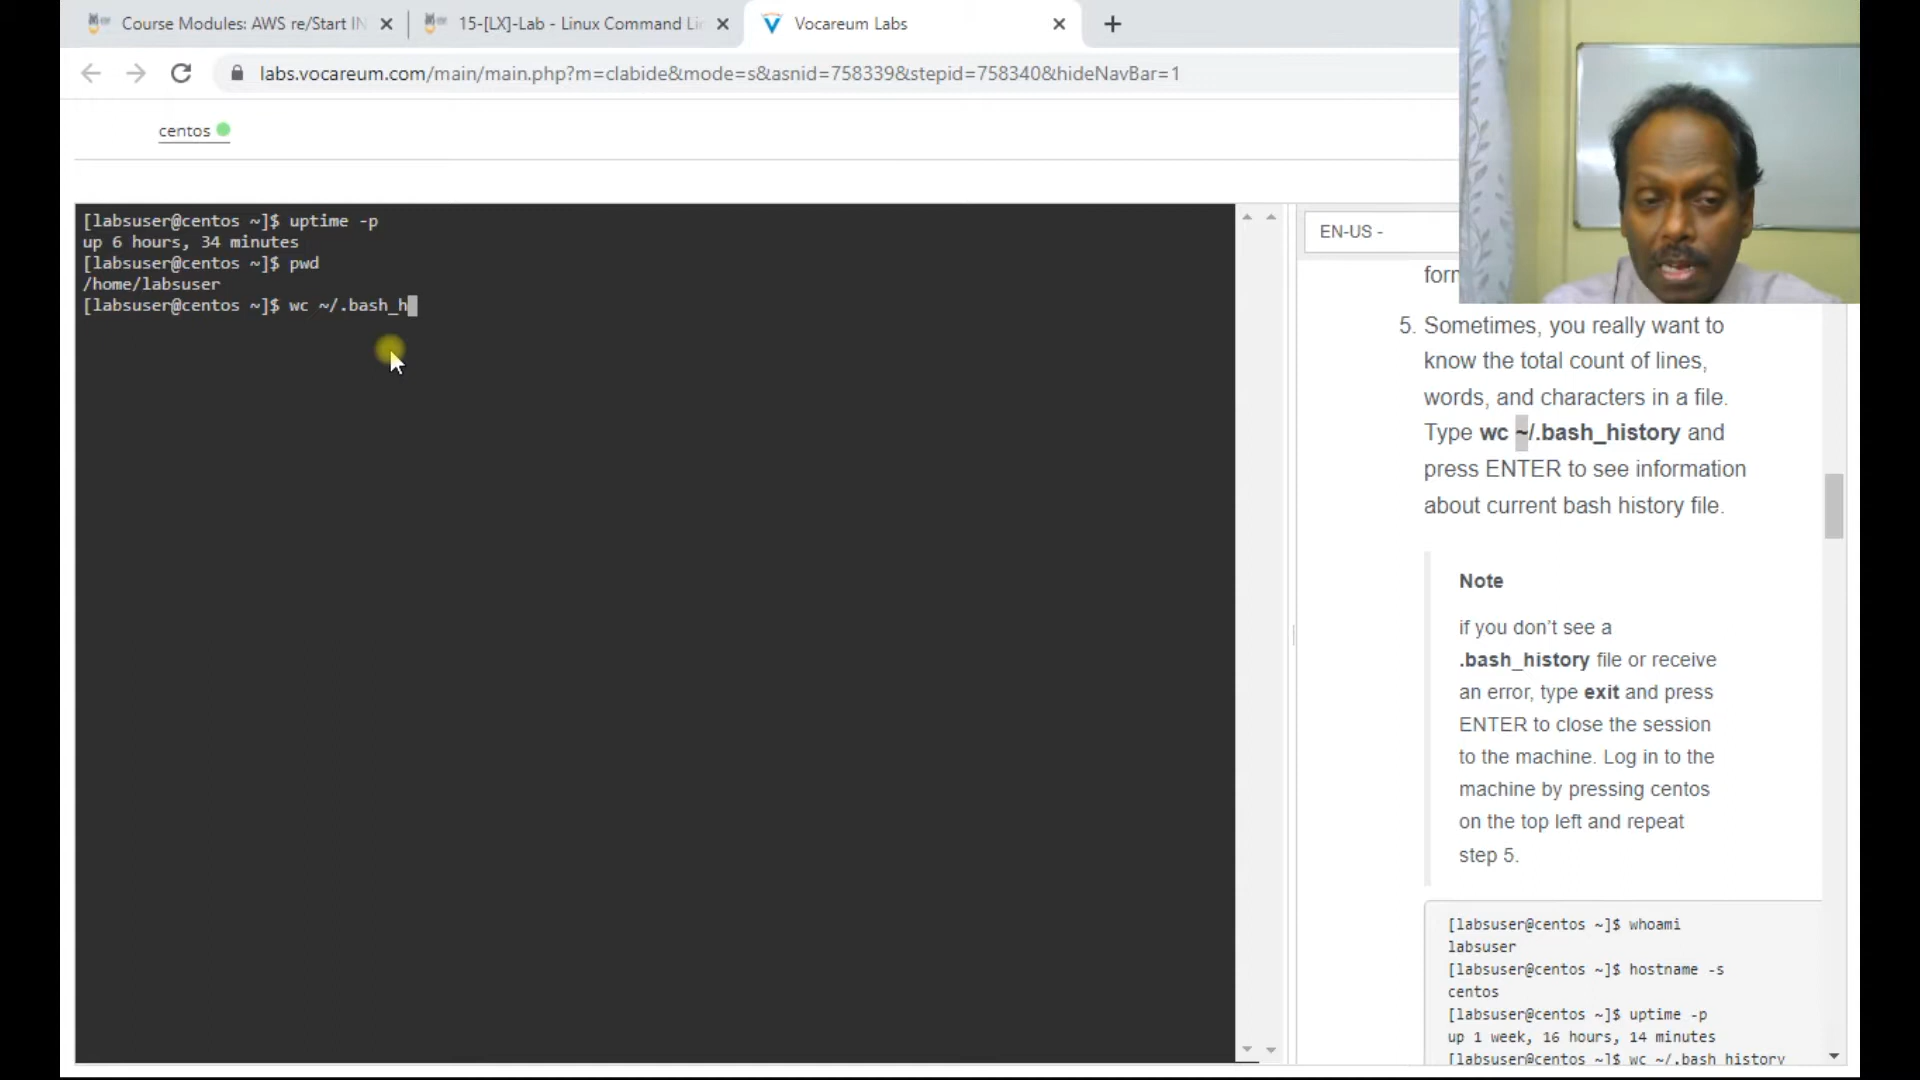 Course Modules: AWS re/Start IN
15-[LX]-Lab - Linux Command Li
Vocareum Labs
labs.vocareum.com/main/main.php?m=clabide&mode=s&asnid=758339&stepid=758340&hideNavBar=1
centos
[labsuser@centos ~]$ uptime -p
up 6 hours, 34 minutes
[labsuser@centos ~]$ pwd
/home/labsuser
[labsuser@centos ~]$ wc ~/.bash_h
EN-US -
5. Sometimes, you really want to
know the total count of lines,
words, and characters in a file.
Type wc ~/.bash_history and
press ENTER to see information
about current bash history file.
Note
if you don't see a
.bash_history file or receive
an error, type exit and press
ENTER to close the session
to the machine. Log in to the
machine by pressing centos
on the top left and repeat
step 5.
[labsuser@centos ~]$ whoami
labsuser
[labsuser@centos ~]$ hostname -s
centos
[labsuser@centos ~]$ uptime -p
up 1 week, 16 hours, 14 minutes
[labsuser@centos ~]$ wc ~/.bash_history